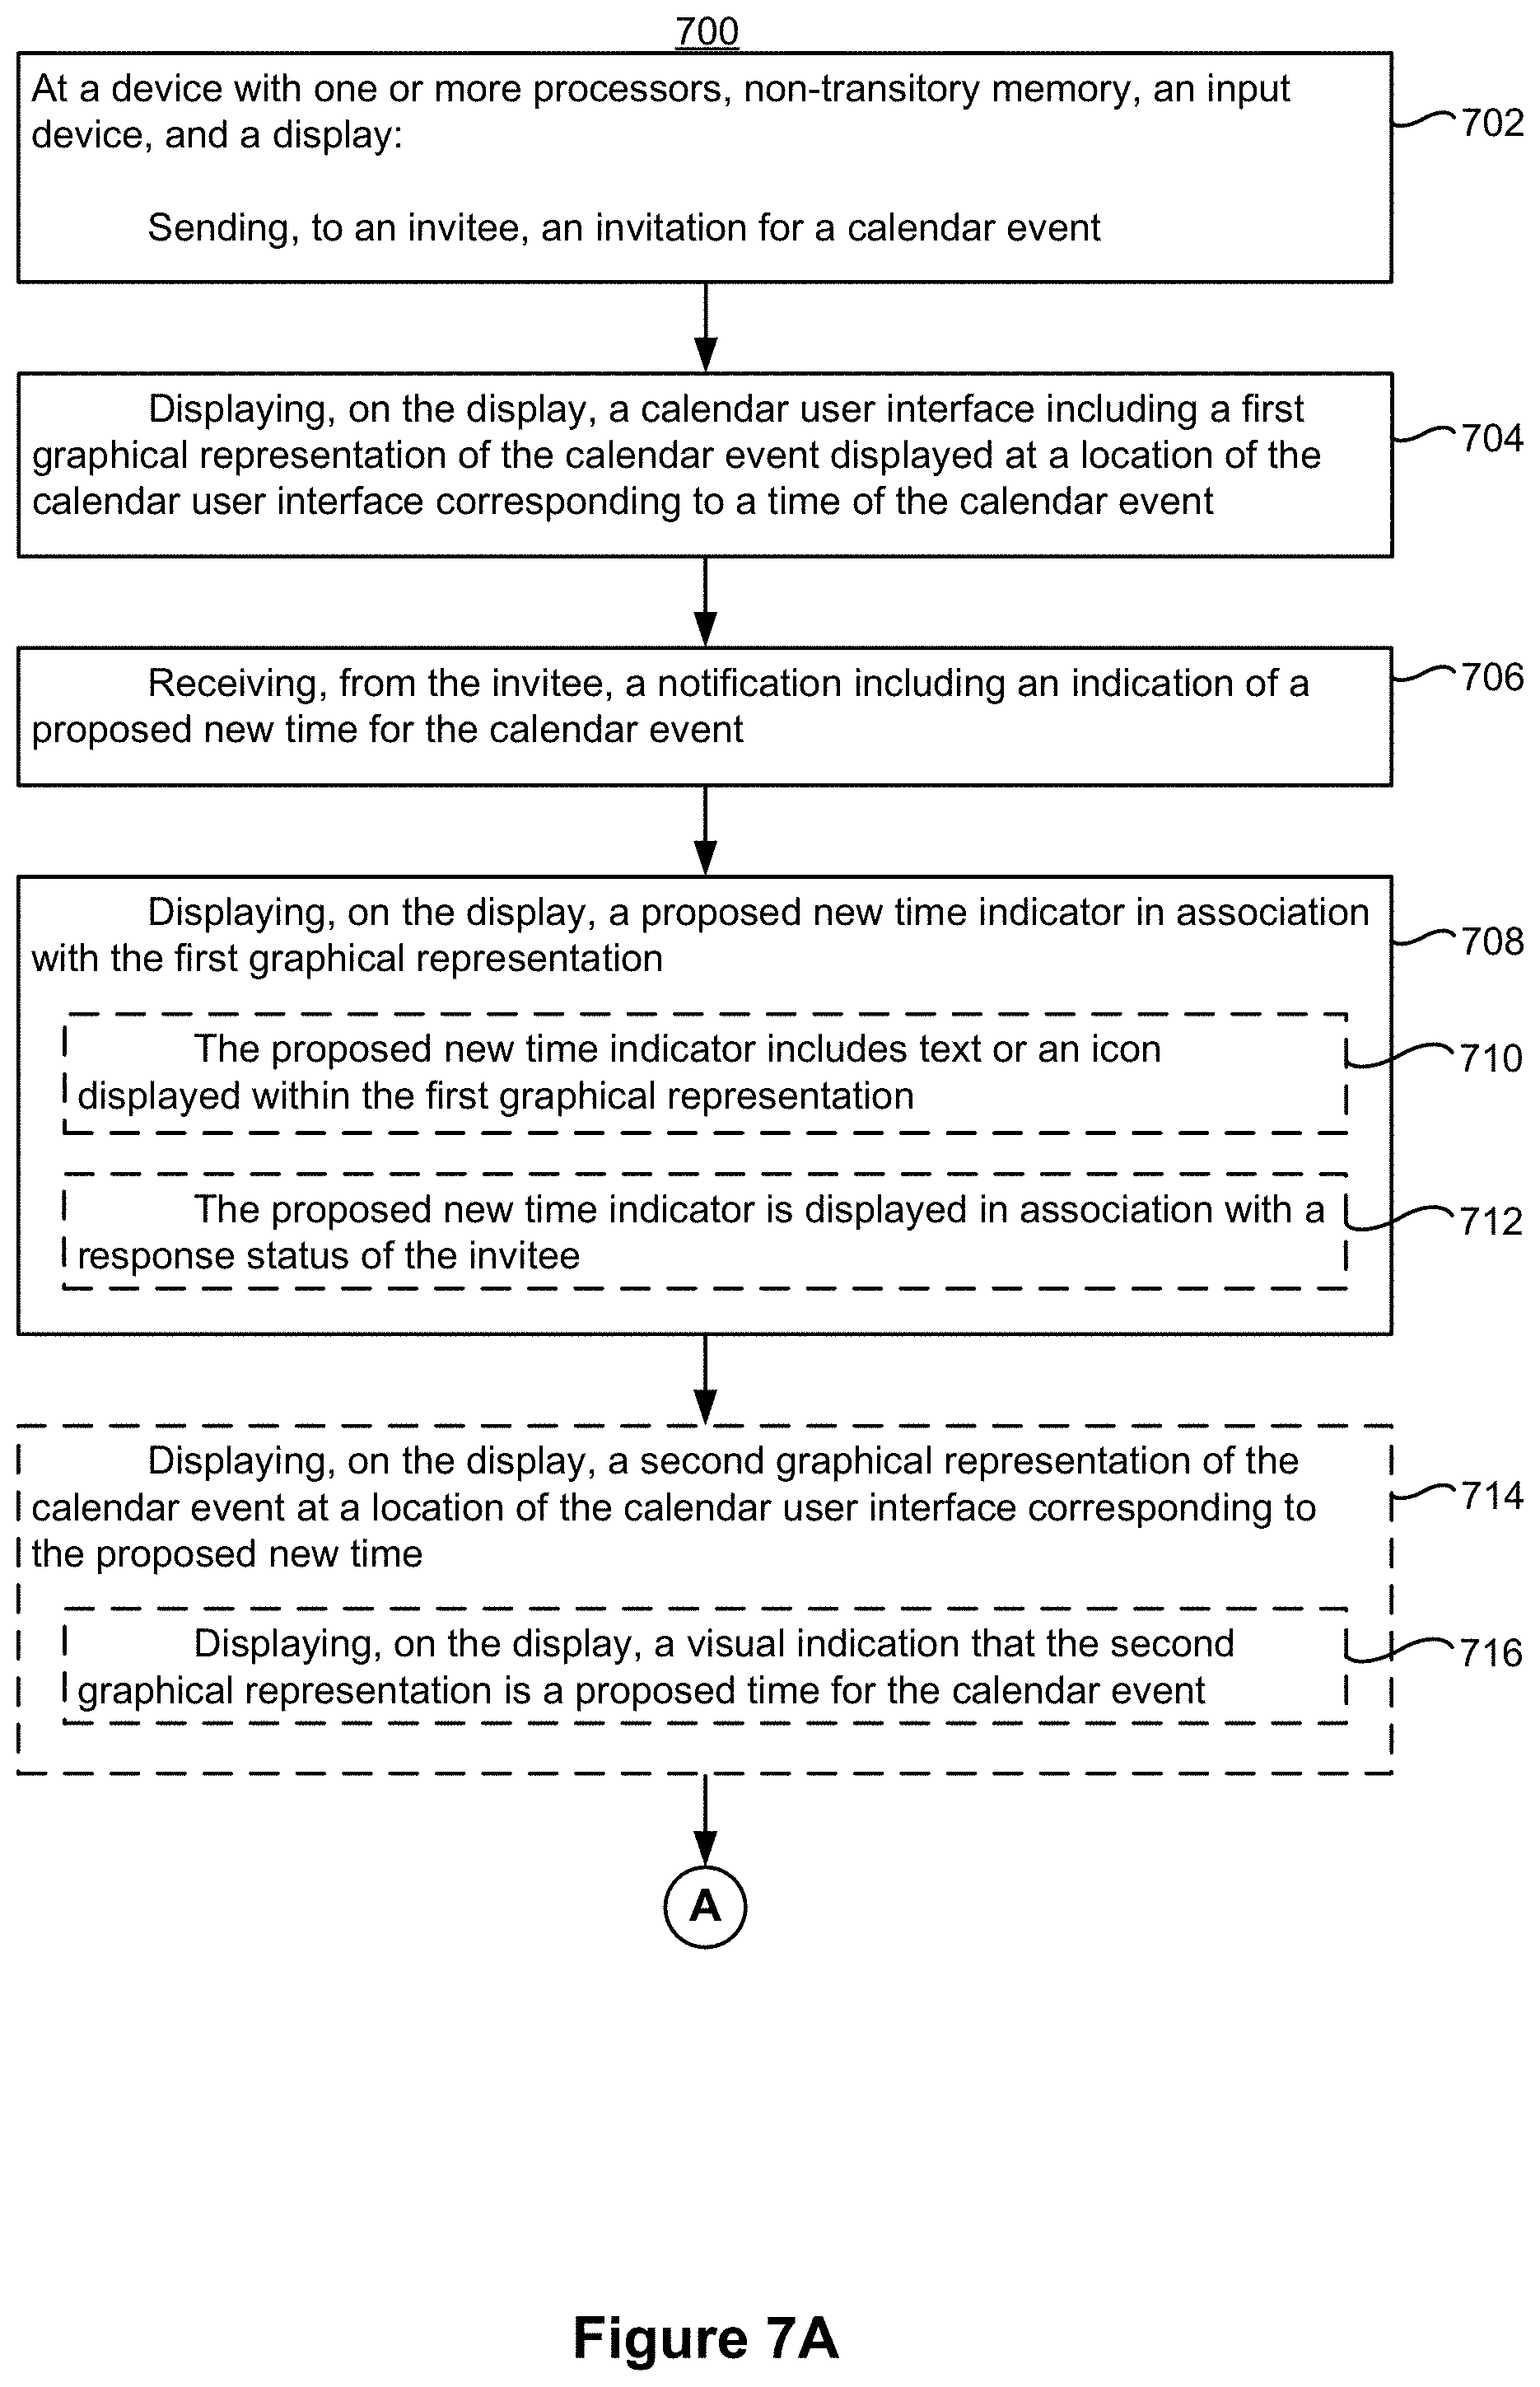 700
At a device with one or more processors, non-transitory memory, an input
device, and a display:
Sending, to an invitee, an invitation for a calendar event
702
Displaying, on the display, a calendar user interface including a first
graphical representation of the calendar event displayed at a location of the
calendar user interface corresponding to a time of the calendar event
704
Receiving, from the invitee, a notification including an indication of a
proposed new time for the calendar event
706
Displaying, on the display, a proposed new time indicator in association
with the first graphical representation
708
The proposed new time indicator includes text or an icon
displayed within the first graphical representation
710
The proposed new time indicator is displayed in association with a
response status of the invitee
712
Displaying, on the display, a second graphical representation of the
calendar event at a location of the calendar user interface corresponding to
the proposed new time
714
Displaying, on the display, a visual indication that the second
graphical representation is a proposed time for the calendar event
716
A
Figure 7A